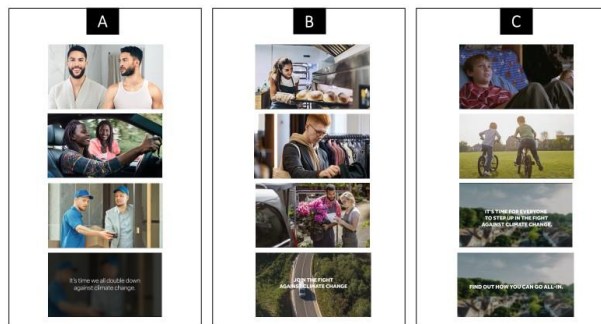 A
B
C
It's time we all double down
against climate change.
JOIN THE FIGHT
AGAINST CLIMATE CHANGE
IT'S TIME FOR EVERYONE
TO STEP UP IN THE FIGHT
AGAINST CLIMATE CHANGE.
FIND OUT HOW YOU CAN GO ALL-IN.